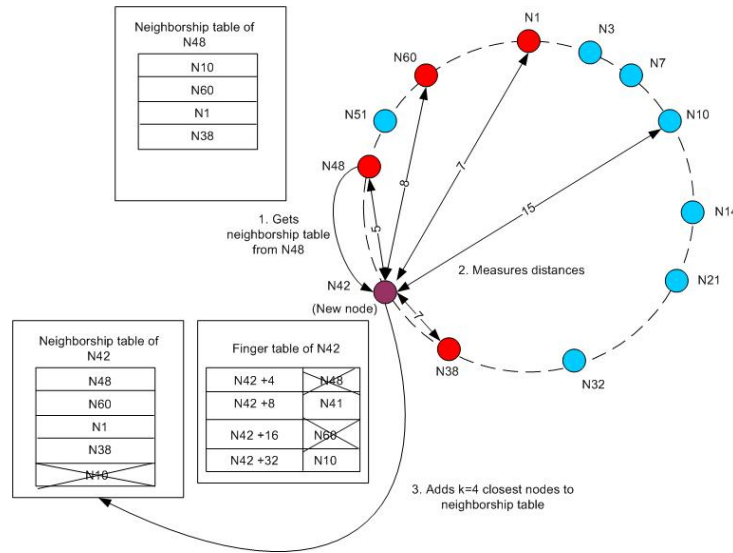 Neighborship table of
N48
N10
N60
N1
N38
N1
N3
N60
N7
N51
N10
N48
8
7
15
5
1. Gets
neighborship table
from N48
N14
2. Measures distances
N21
N42
(New node)
7
N38
N32
Neighborship table of
N42
N48
N60
N1
N38
N10
Finger table of N42
N42 +4 N48
N42 +8 N41
N42 +16 N60
N42 +32 N10
3. Adds k=4 closest nodes to
neighborship table